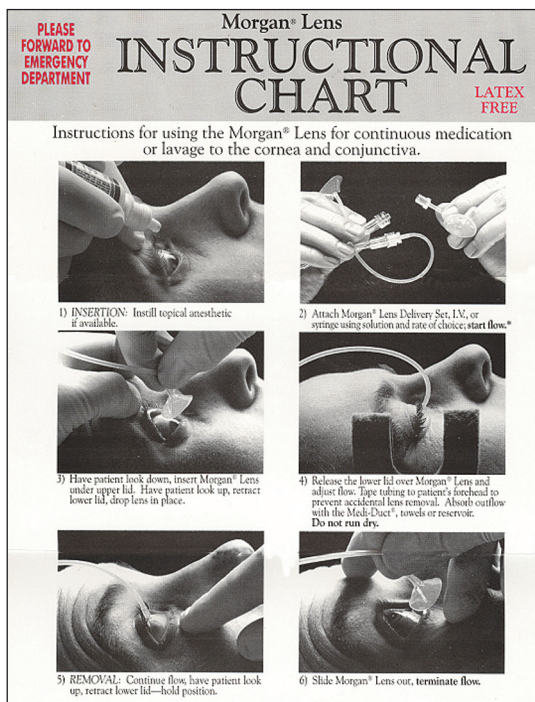 PLEASE
FORWARD TO
EMERGENCY
DEPARTMENT
Morgan® Lens
INSTRUCTIONAL
CHART
LATEX
FREE
Instructions for using the Morgan® Lens for continuous medication
or lavage to the cornea and conjunctiva.
1) INSERTION: Instill topical anesthetic
if available.
2) Attach Morgan® Lens Delivery Set, I.V., or
syringe using solution and rate of choice; start flow.*
3) Have patient look down, insert Morgan® Lens
under upper lid. Have patient look up, retract
lower lid, drop lens in place.
4) Release the lower lid over Morgan® Lens and
adjust flow. Tape tubing to patient's forehead to
prevent accidental lens removal. Absorb outflow
with the Medi-Duct®, towels or reservoir.
Do not run dry.
5) REMOVAL: Continue flow, have patient look
up, retract lower lid—hold position.
6) Slide Morgan® Lens out, terminate flow.